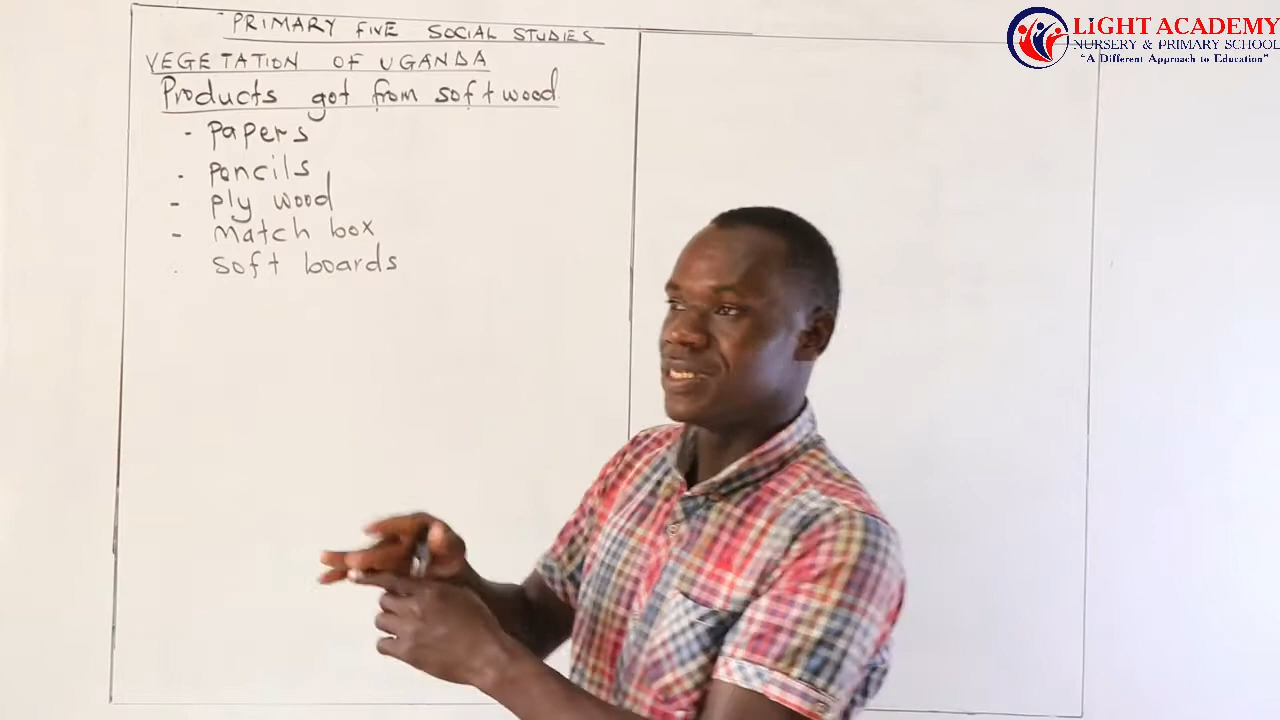 PRIMARY FIVE SOCIAL STUDIES
VEGETATION OF UGANDA
Products got from softwood
- Papers
- Pencils
- Ply wood
- Match box
- Soft boards
LIGHT ACADEMY
NURSERY & PRIMARY SCHOOL
"A Different Approach to Education"